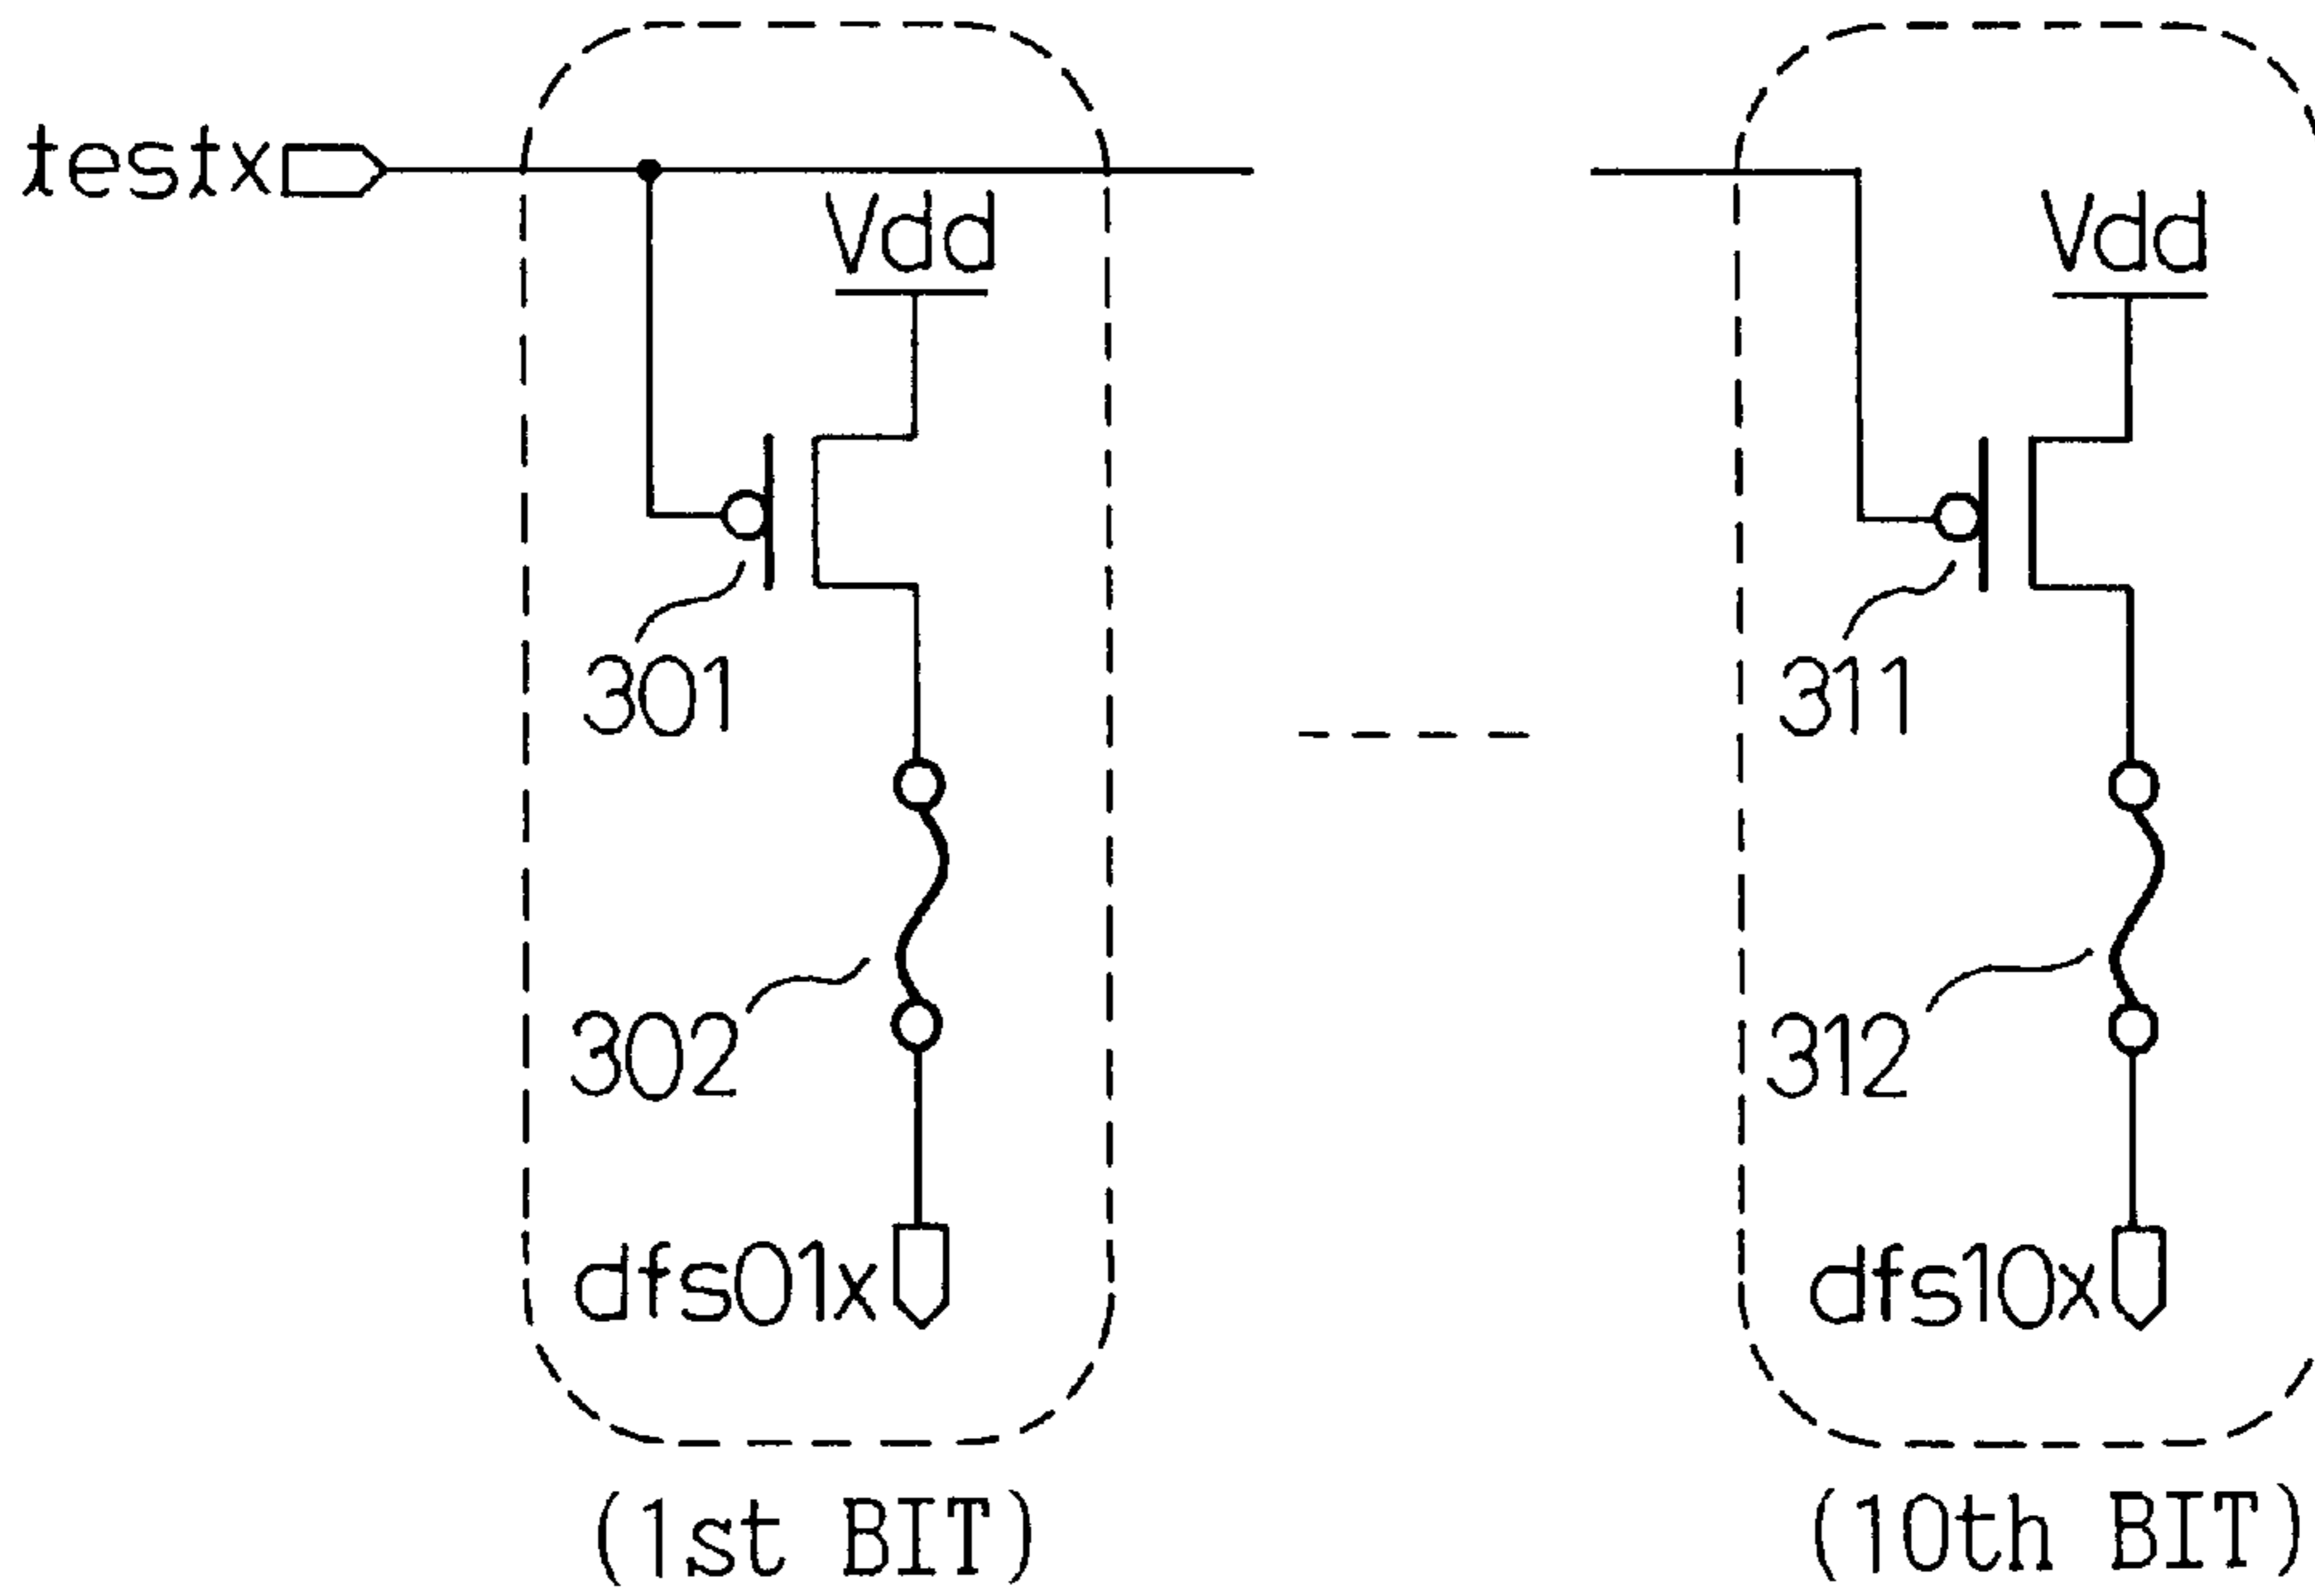 testx
Vdd
Vdd
301
311
302
312
dfs01x
dfs10x
(1st BIT)
(10th BIT)